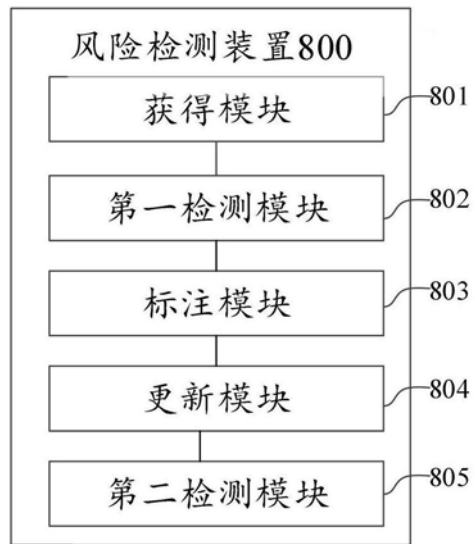 风险检测装置800
获得模块
801
第一检测模块
802
标注模块
803
更新模块
804
第二检测模块
805